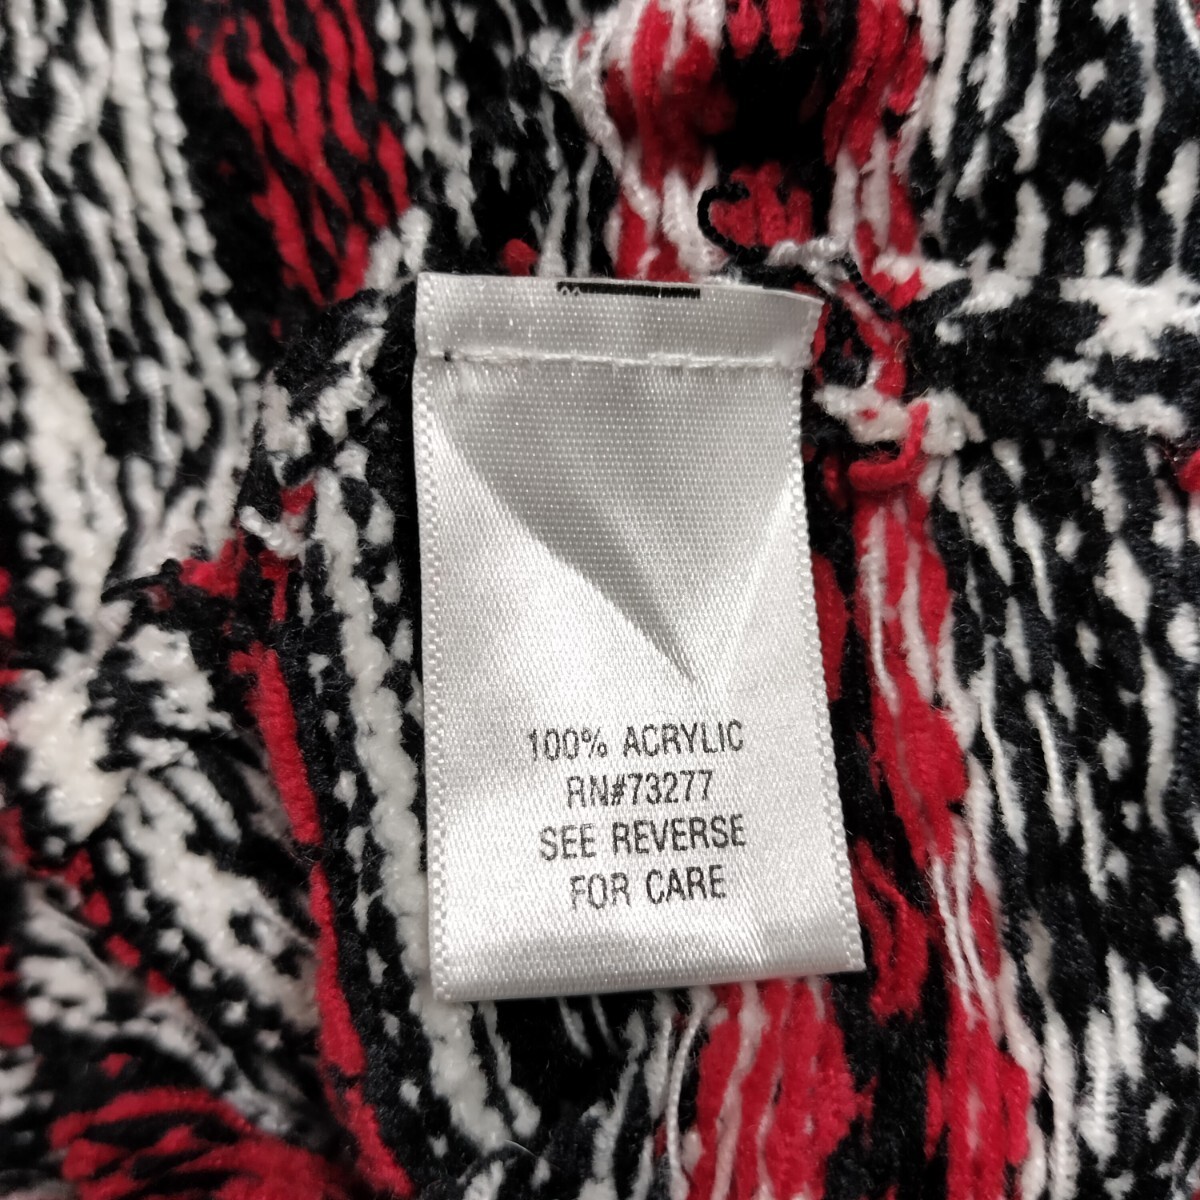 100% ACRYLIC
RN#73277
SEE REVERSE
FOR CARE